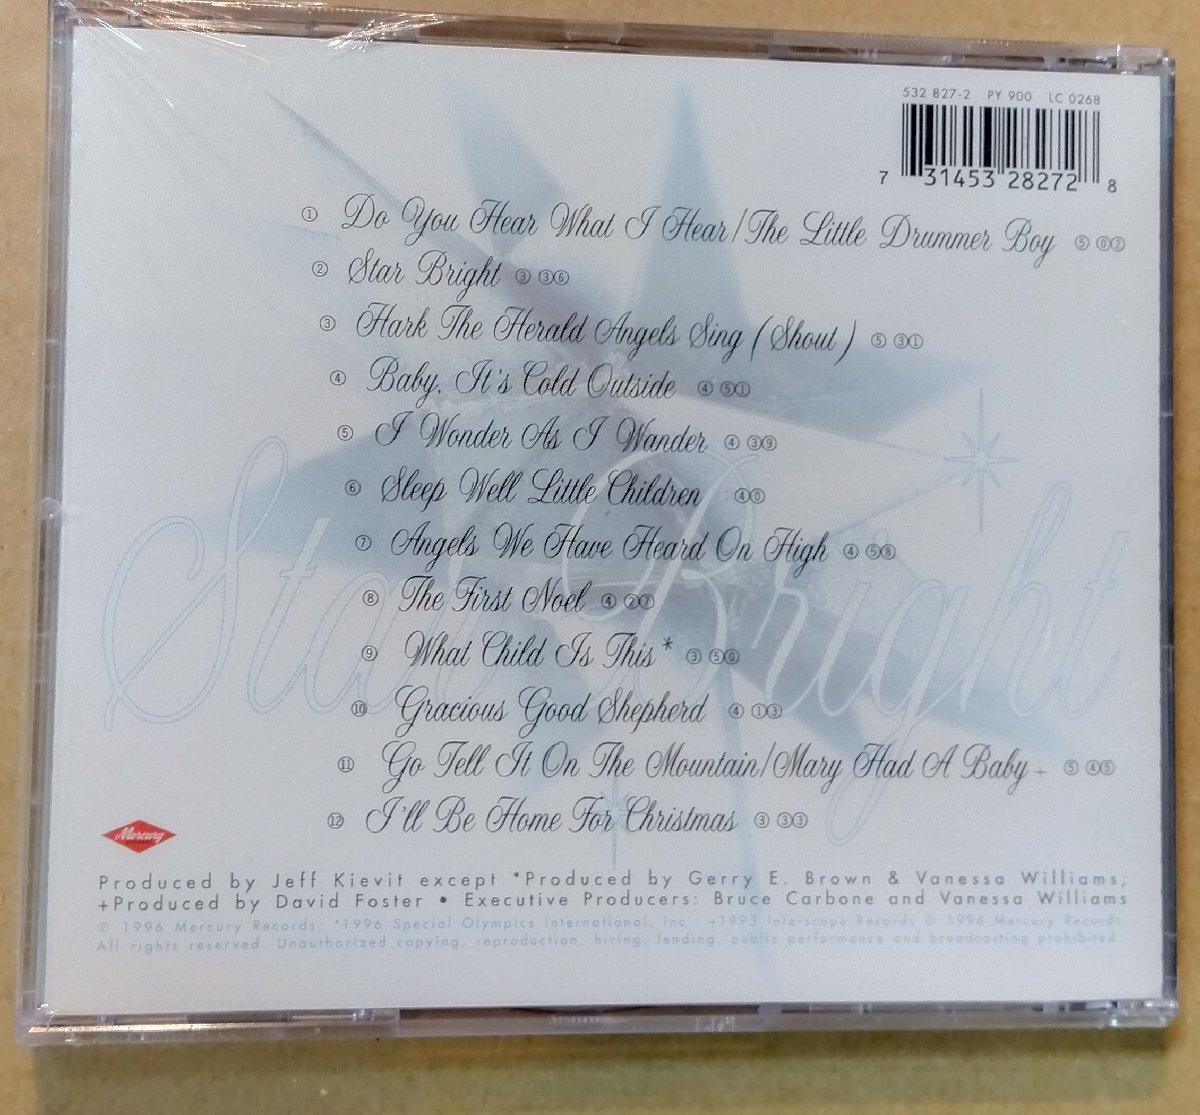 532 827-2 PY 900 LC 0268
7 31453 28272 8
① Do You Hear What I Hear/The Little Drummer Boy ⑤ ⓪②
② Star Bright ③ ③⑥
③ Hark The Herald Angels Sing (Shout) ⑤ ③①
④ Baby, It's Cold Outside ④ ⑤①
⑤ I Wonder As I Wander ④ ③⑨
⑥ Sleep Well Little Children ④⓪
⑦ Angels We Have Heard On High ④ ⑤⑧
⑧ The First Noel ④ ②⑦
⑨ What Child Is This* ③ ⑤⓪
⑩ Gracious Good Shepherd ④ ①③
⑪ Go Tell It On The Mountain/Mary Had A Baby+ ⑤ ④⑤
⑫ I'll Be Home For Christmas ③ ③③
Star Bright
Mercury
Produced by Jeff Kievit except *Produced by Gerry E. Brown & Vanessa Williams;
+Produced by David Foster • Executive Producers: Bruce Carbone and Vanessa Williams
℗ 1996 Mercury Records; *1996 Special Olympics International, Inc.; +1993 Interscope Records © 1996 Mercury Records.
All rights reserved. Unauthorized copying, reproduction, hiring, lending, public performance and broadcasting prohibited.